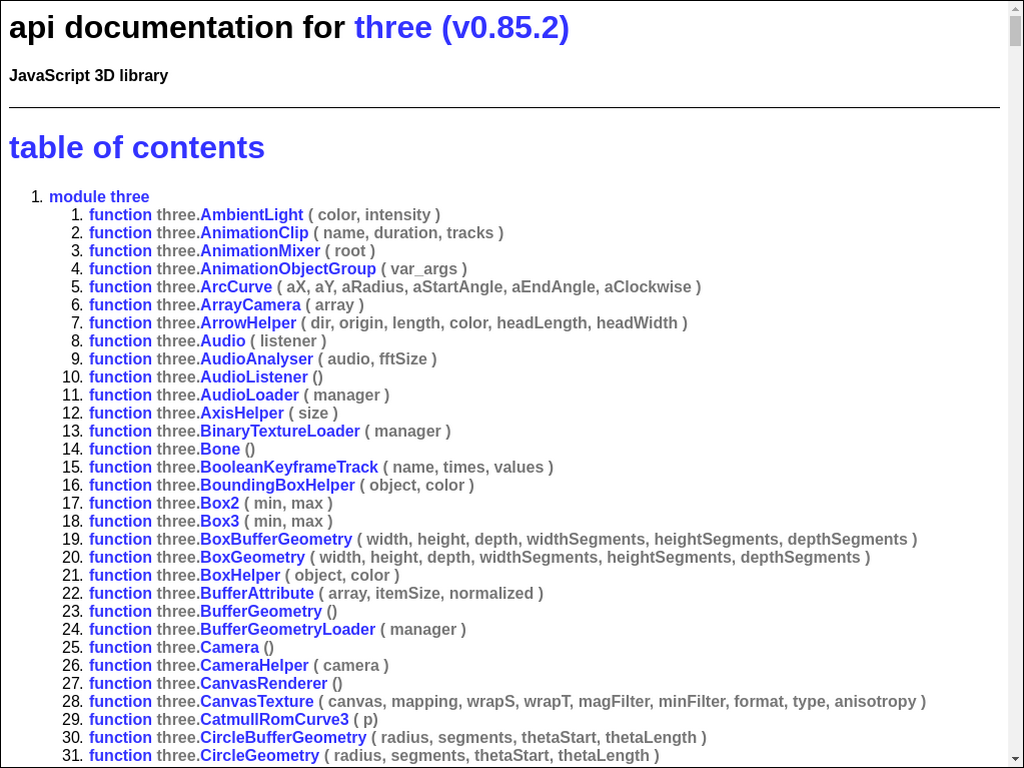 api documentation for three (v0.85.2)
JavaScript 3D library
table of contents
1. module three
1. function three.AmbientLight ( color, intensity )
2. function three.AnimationClip ( name, duration, tracks )
3. function three.AnimationMixer ( root )
4. function three.AnimationObjectGroup ( var_args )
5. function three.ArcCurve ( aX, aY, aRadius, aStartAngle, aEndAngle, aClockwise )
6. function three.ArrayCamera ( array )
7. function three.ArrowHelper ( dir, origin, length, color, headLength, headWidth )
8. function three.Audio ( listener )
9. function three.AudioAnalyser ( audio, fftSize )
10. function three.AudioListener ()
11. function three.AudioLoader ( manager )
12. function three.AxisHelper ( size )
13. function three.BinaryTextureLoader ( manager )
14. function three.Bone ()
15. function three.BooleanKeyframeTrack ( name, times, values )
16. function three.BoundingBoxHelper ( object, color )
17. function three.Box2 ( min, max )
18. function three.Box3 ( min, max )
19. function three.BoxBufferGeometry ( width, height, depth, widthSegments, heightSegments, depthSegments )
20. function three.BoxGeometry ( width, height, depth, widthSegments, heightSegments, depthSegments )
21. function three.BoxHelper ( object, color )
22. function three.BufferAttribute ( array, itemSize, normalized )
23. function three.BufferGeometry ()
24. function three.BufferGeometryLoader ( manager )
25. function three.Camera ()
26. function three.CameraHelper ( camera )
27. function three.CanvasRenderer ()
28. function three.CanvasTexture ( canvas, mapping, wrapS, wrapT, magFilter, minFilter, format, type, anisotropy )
29. function three.CatmullRomCurve3 ( p)
30. function three.CircleBufferGeometry ( radius, segments, thetaStart, thetaLength )
31. function three.CircleGeometry ( radius, segments, thetaStart, thetaLength )